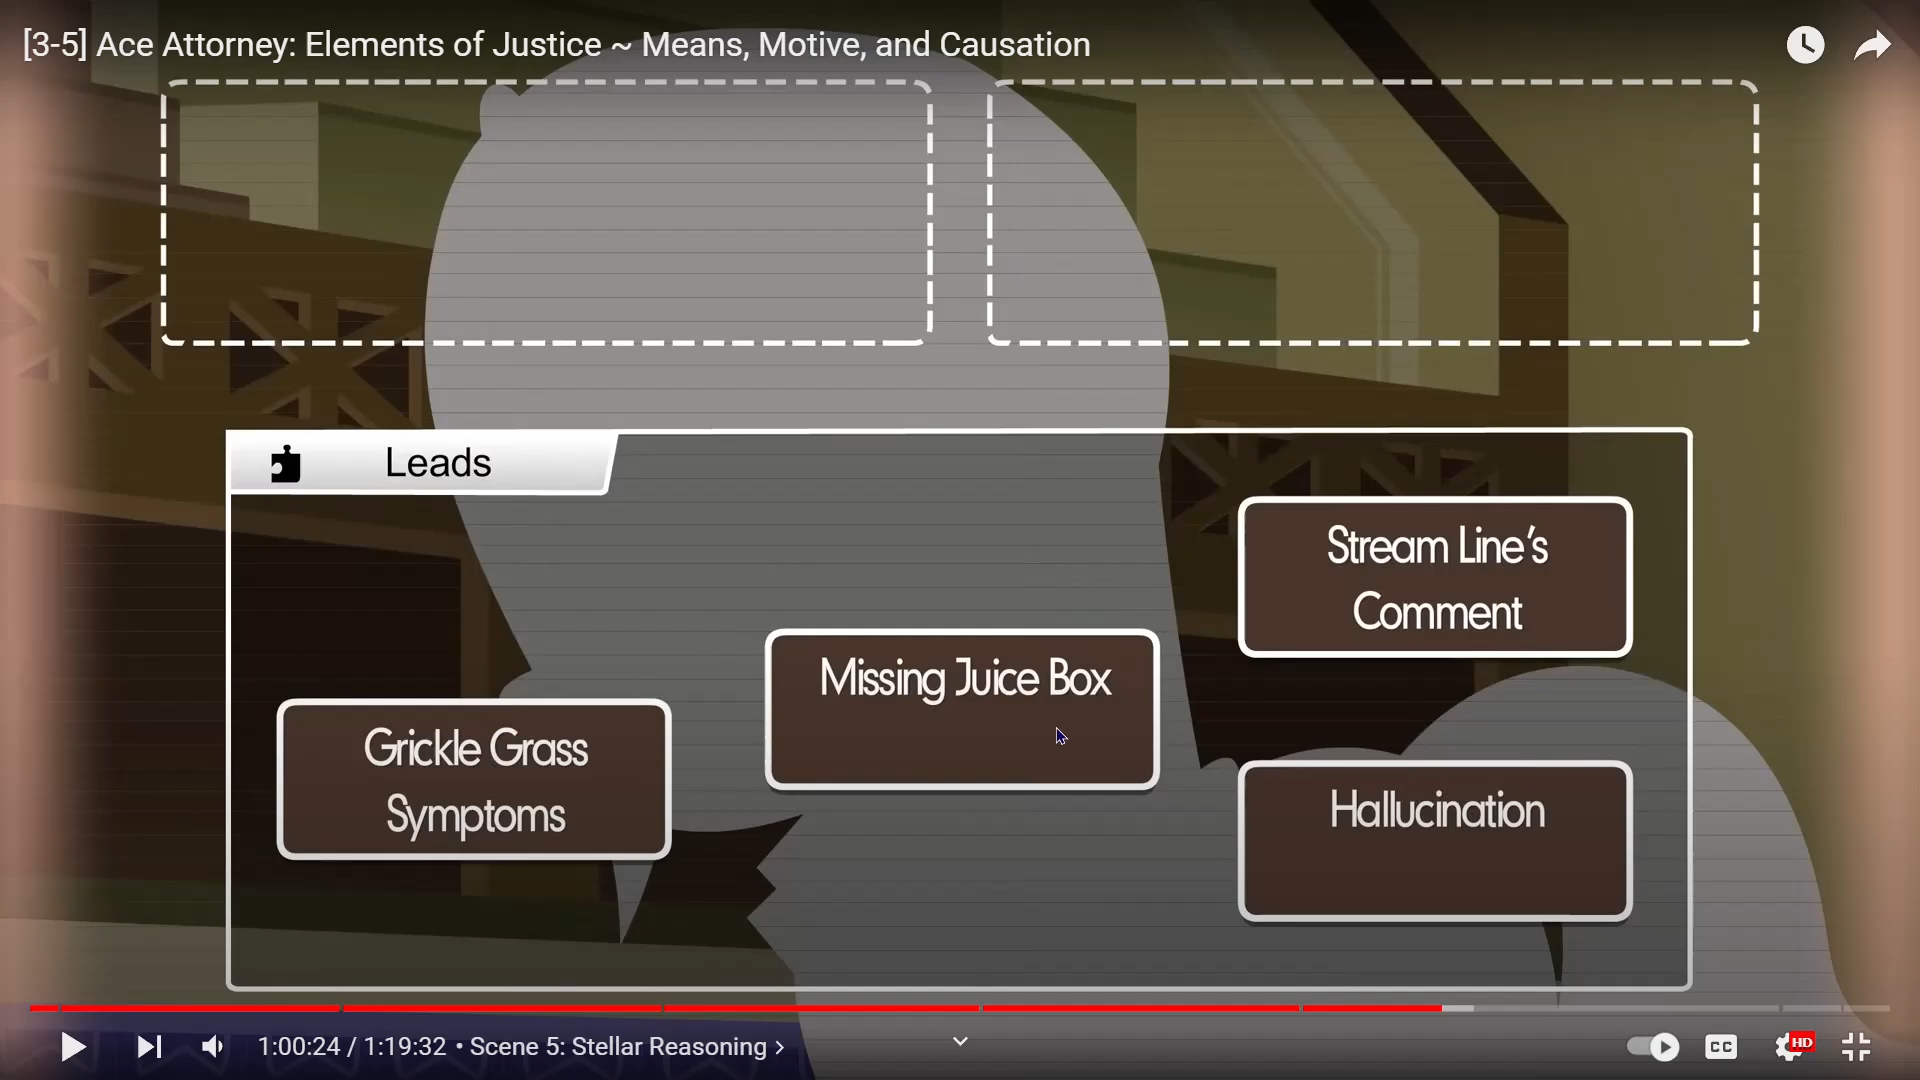 [3-5] Ace Attorney: Elements of Justice ~ Means, Motive, and Causation
Leads
Stream Line's
Comment
Missing Juice Box
Grickle Grass
Symptoms
Hallucination
1:00:24 / 1:19:32 • Scene 5: Stellar Reasoning >
CC
HD